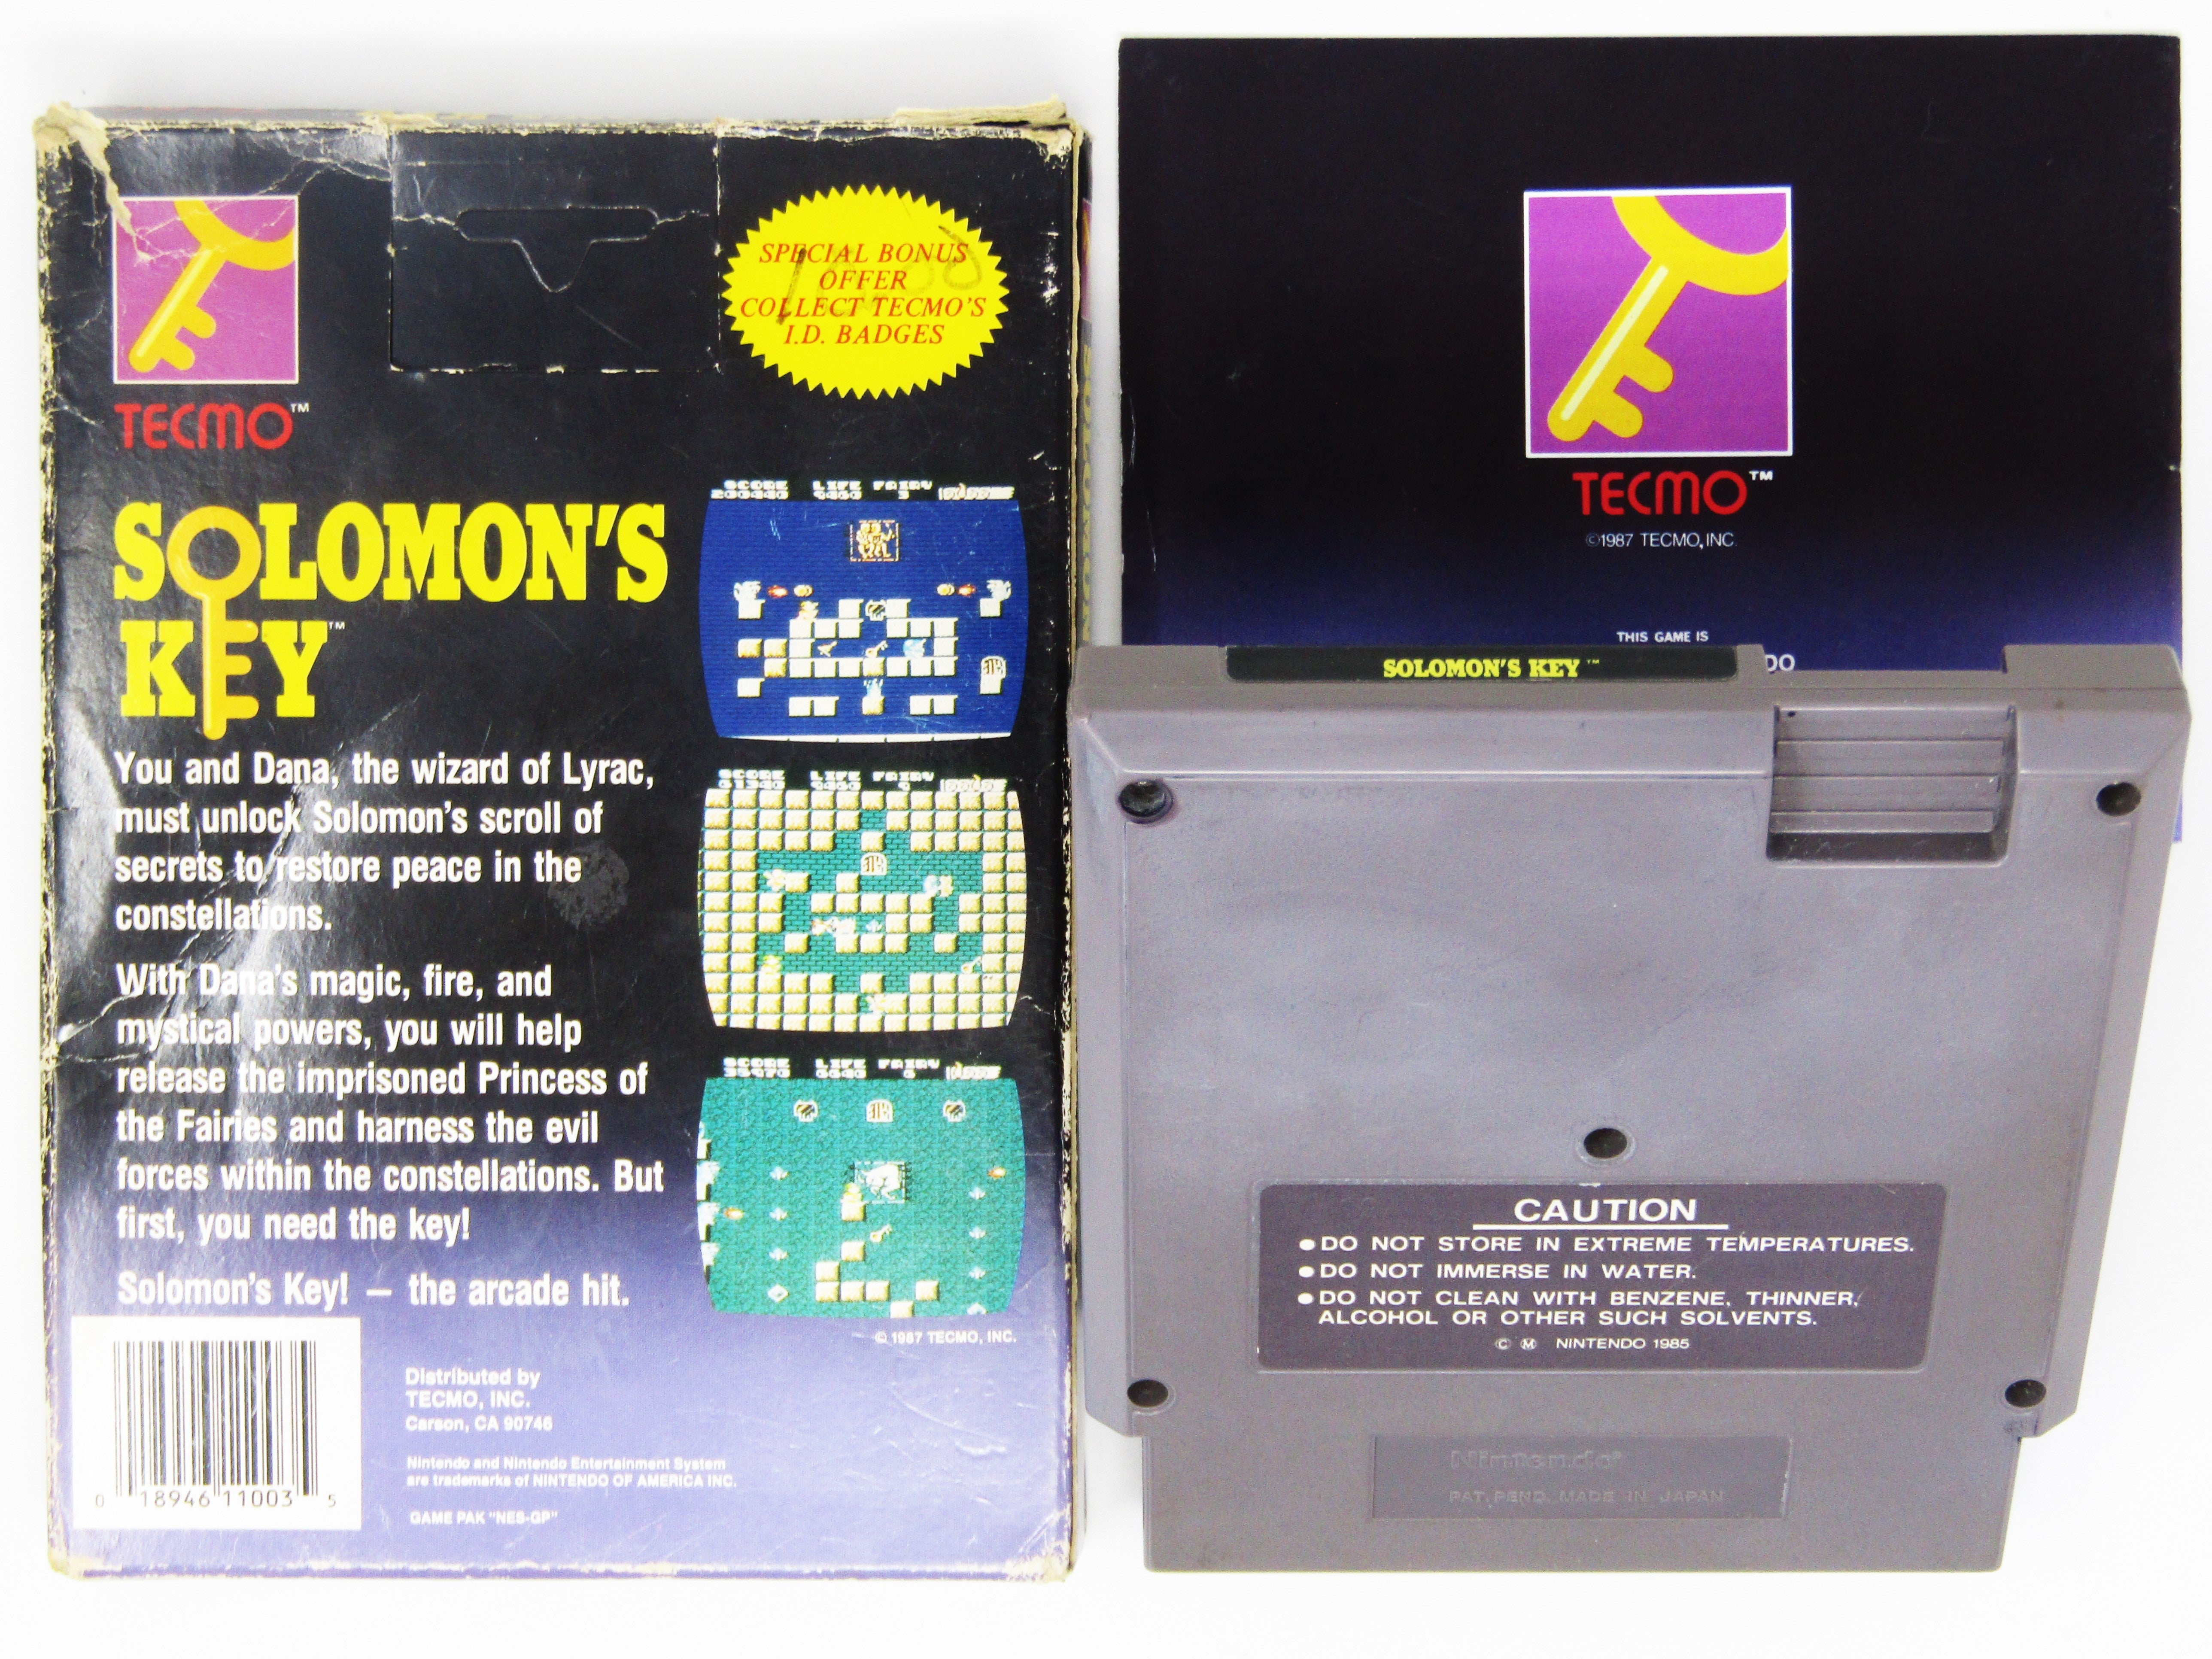 SPECIAL BONUS
OFFER
COLLECT TECMO'S
I.D. BADGES
TECMO™
SOLOMON'S
KEY™
You and Dana, the wizard of Lyrac,
must unlock Solomon's scroll of
secrets to restore peace in the
constellations.
With Dana's magic, fire, and
mystical powers, you will help
release the imprisoned Princess of
the Fairies and harness the evil
forces within the constellations. But
first, you need the key!
Solomon's Key! — the arcade hit.
SCORE LIFE FAIRY
SCORE LIFE FAIRY
SCORE LIFE FAIRY
© 1987 TECMO, INC.
0 18946 11003 5
Distributed by
TECMO, INC.
Carson, CA 90746
Nintendo and Nintendo Entertainment System
are trademarks of NINTENDO OF AMERICA INC.
GAME PAK "NES-GP"
TECMO™
©1987 TECMO, INC.
THIS GAME IS
DO
SOLOMON'S KEY™
CAUTION
●DO NOT STORE IN EXTREME TEMPERATURES.
●DO NOT IMMERSE IN WATER.
●DO NOT CLEAN WITH BENZENE, THINNER,
ALCOHOL OR OTHER SUCH SOLVENTS.
© Ⓜ NINTENDO 1985
Nintendo®
PAT. PEND. MADE IN JAPAN